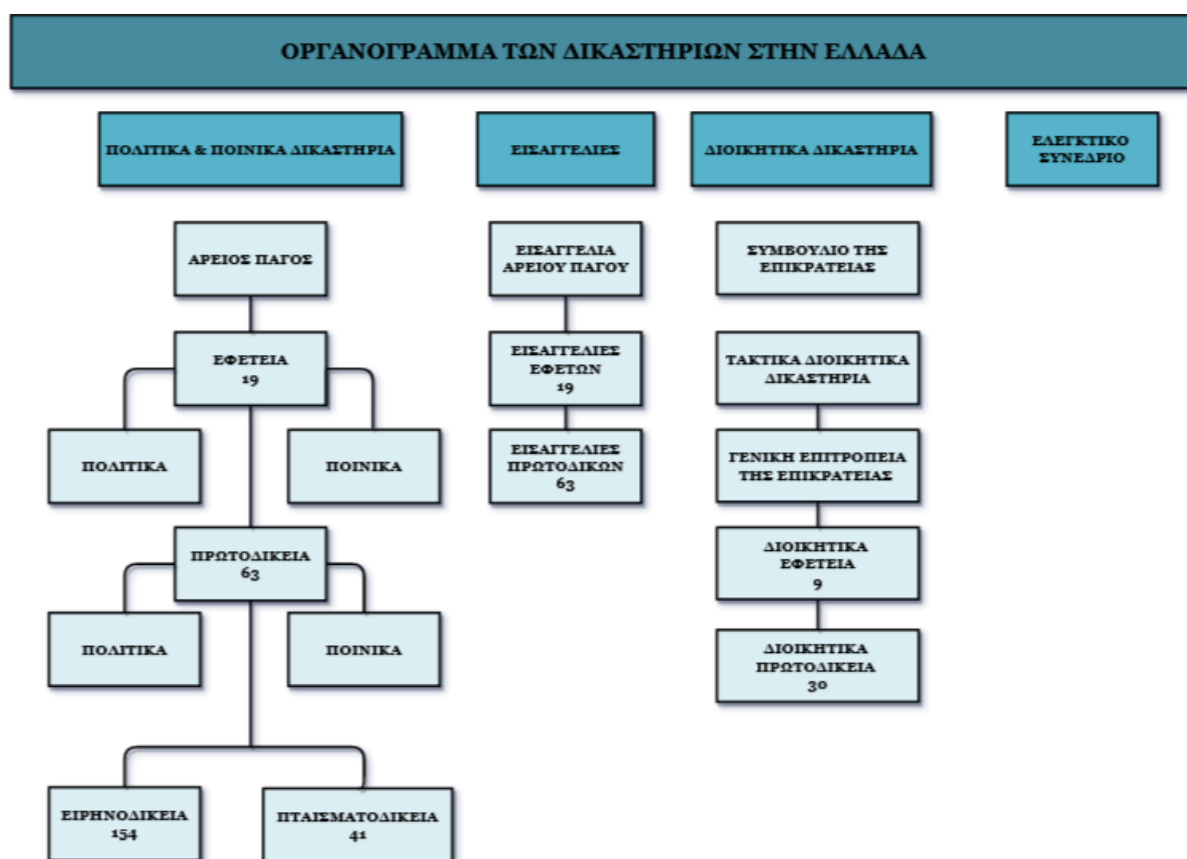 ΟΡΓΑΝΟΓΡΑΜΜΑ ΤΩΝ ΔΙΚΑΣΤΗΡΙΩΝ ΣΤΗΝ ΕΛΛΑΔΑ
ΠΟΛΙΤΙΚΑ & ΠΟΙΝΙΚΑ ΔΙΚΑΣΤΗΡΙΑ
ΑΡΕΙΟΣ ΠΑΓΟΣ
ΕΦΕΤΕΙΑ
19
ΠΟΛΙΤΙΚΑ
ΠΟΙΝΙΚΑ
ΠΡΩΤΟΔΙΚΕΙΑ
63
ΠΟΛΙΤΙΚΑ
ΠΟΙΝΙΚΑ
ΕΙΡΗΝΟΔΙΚΕΙΑ
154
ΠΤΑΙΣΜΑΤΟΔΙΚΕΙΑ
41
ΕΙΣΑΓΓΕΛΙΕΣ
ΕΙΣΑΓΓΕΛΙΑ
ΑΡΕΙΟΥ ΠΑΓΟΥ
ΕΙΣΑΓΓΕΛΙΕΣ
ΕΦΕΤΩΝ
19
ΕΙΣΑΓΓΕΛΙΕΣ
ΠΡΩΤΟΔΙΚΩΝ
63
ΔΙΟΙΚΗΤΙΚΑ ΔΙΚΑΣΤΗΡΙΑ
ΣΥΜΒΟΥΛΙΟ ΤΗΣ
ΕΠΙΚΡΑΤΕΙΑΣ
ΤΑΚΤΙΚΑ ΔΙΟΙΚΗΤΙΚΑ
ΔΙΚΑΣΤΗΡΙΑ
ΓΕΝΙΚΗ ΕΠΙΤΡΟΠΕΙΑ
ΤΗΣ ΕΠΙΚΡΑΤΕΙΑΣ
ΔΙΟΙΚΗΤΙΚΑ
ΕΦΕΤΕΙΑ
9
ΔΙΟΙΚΗΤΙΚΑ
ΠΡΩΤΟΔΙΚΕΙΑ
30
ΕΛΕΓΚΤΙΚΟ
ΣΥΝΕΔΡΙΟ